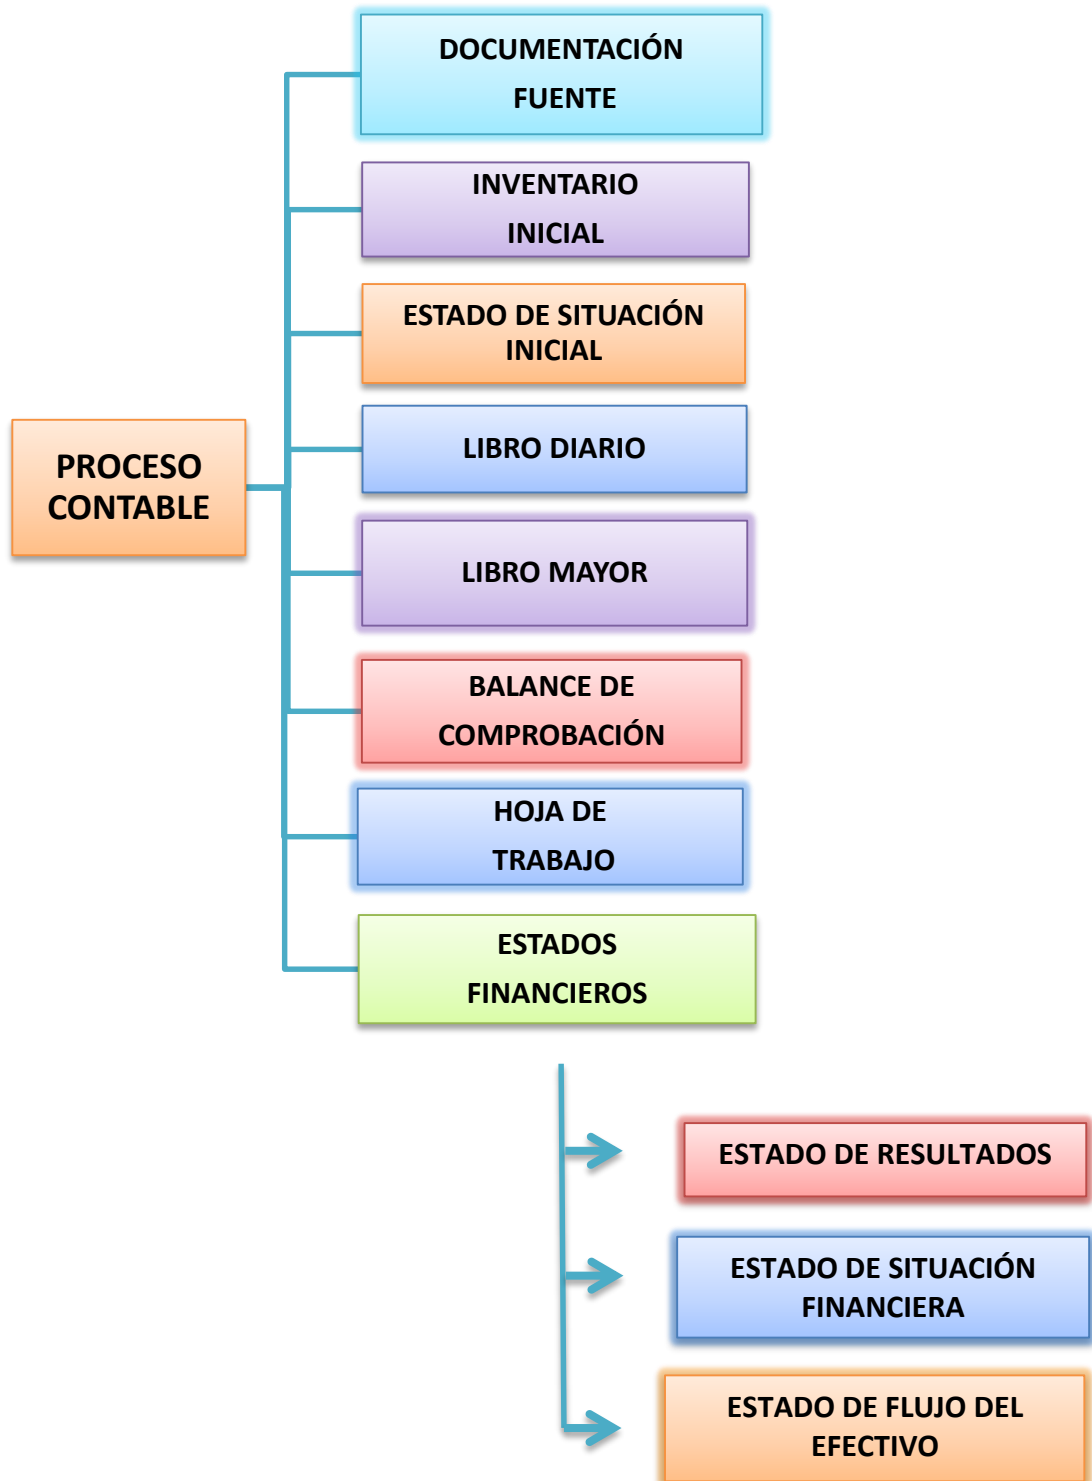 DOCUMENTACIÓN
FUENTE
INVENTARIO
INICIAL
ESTADO DE SITUACIÓN
INICIAL
LIBRO DIARIO
PROCESO
CONTABLE
LIBRO MAYOR
BALANCE DE
COMPROBACIÓN
HOJA DE
TRABAJO
ESTADOS
FINANCIEROS
ESTADO DE RESULTADOS
ESTADO DE SITUACIÓN
FINANCIERA
ESTADO DE FLUJO DEL
EFECTIVO